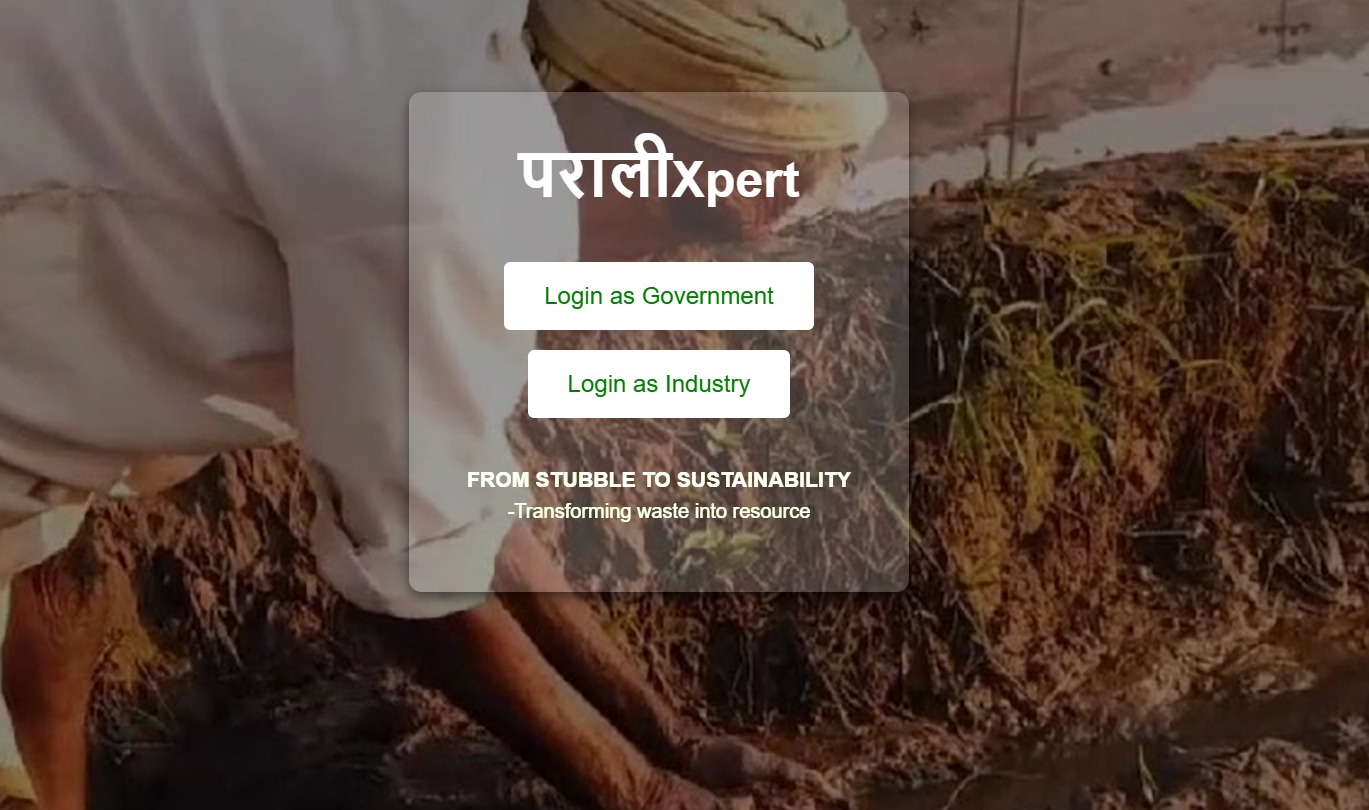 परालीXpert
Login as Government
Login as Industry
FROM STUBBLE TO SUSTAINABILITY
-Transforming waste into resource